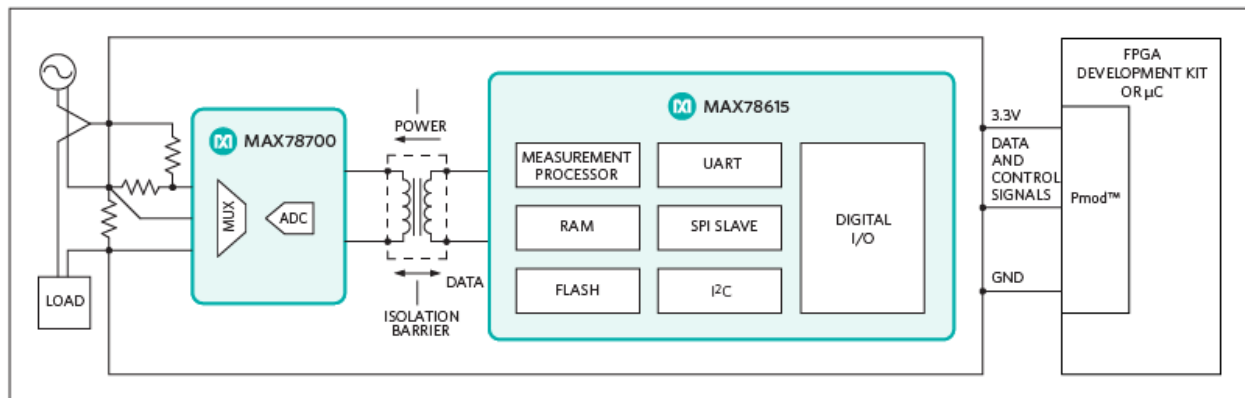 LOAD
MAX78700
MUX
ADC
POWER
DATA
ISOLATION
BARRIER
MAX78615
MEASUREMENT
PROCESSOR
UART
RAM
SPI SLAVE
FLASH
I²C
DIGITAL
I/O
3.3V
DATA
AND
CONTROL
SIGNALS
GND
FPGA
DEVELOPMENT KIT
OR µC
Pmod™